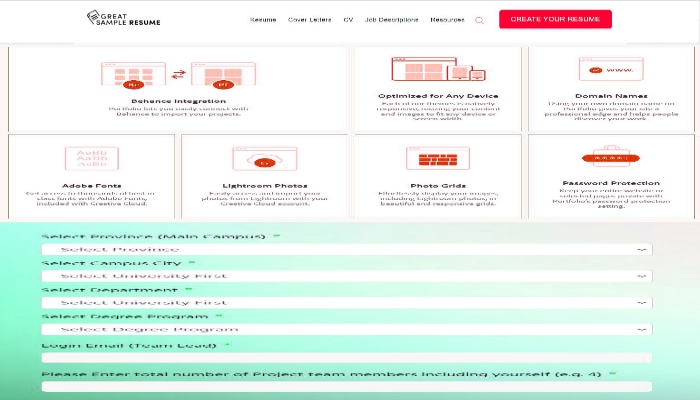 GREAT
SAMPLE RESUME
Resume Cover Letters CV Job Descriptions Resources
CREATE YOUR RESUME
Behance Integration
Portfolio lets you easily connect with
Behance to import your projects.
Optimized for Any Device
Each of our themes is natively
responsive, resizing your content
and images to fit any device or
screen width.
Domain Names
Using your own domain name on
Portfolio gives your site a
professional edge and helps people
discover your work.
www.
AaBb
AaBb
AaBb
Adobe Fonts
Get access to thousands of best in
class fonts with Adobe Fonts,
included with Creative Cloud.
Lightroom Photos
Easily access and import your
photos from Lightroom with your
Creative Cloud account.
Photo Grids
Effortlessly display your images,
including Lightroom photos, in
beautiful and responsive grids.
Password Protection
Keep your entire website or
selected pages private with
Portfolio's password protection
setting.
Select Province (Main Campus) *
Select Province
Select Campus City *
Select University First
Select Department *
Select University First
Select Degree Program *
Select Degree Program
Login Email (Team Lead) *
Please Enter total number of Project team members including yourself (e.g. 4) *